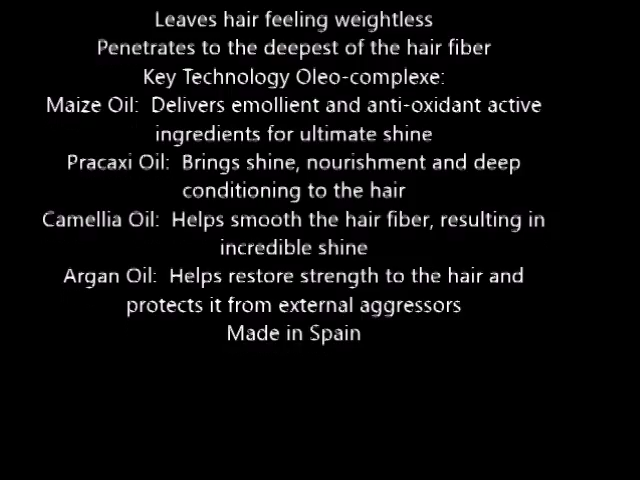 Leaves hair feeling weightless
Penetrates to the deepest of the hair fiber
Key Technology Oleo-complexe:
Maize Oil:  Delivers emollient and anti-oxidant active
ingredients for ultimate shine
Pracaxi Oil:  Brings shine, nourishment and deep
conditioning to the hair
Camellia Oil:  Helps smooth the hair fiber, resulting in
incredible shine
Argan Oil:  Helps restore strength to the hair and
protects it from external aggressors
Made in Spain